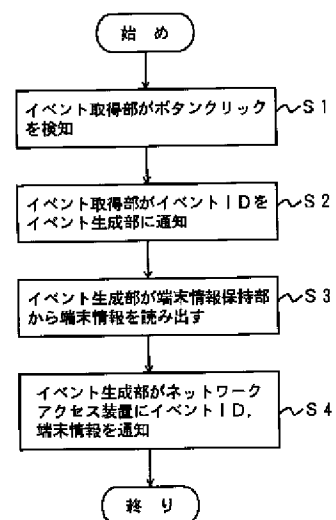 始め
イベント取得部がボタンクリック
を検知
～S1
イベント取得部がイベントIDを
イベント生成部に通知
～S2
イベント生成部が端末情報保持部
から端末情報を読み出す
～S3
イベント生成部がネットワーク
アクセス装置にイベントID,
端末情報を通知
～S4
終り